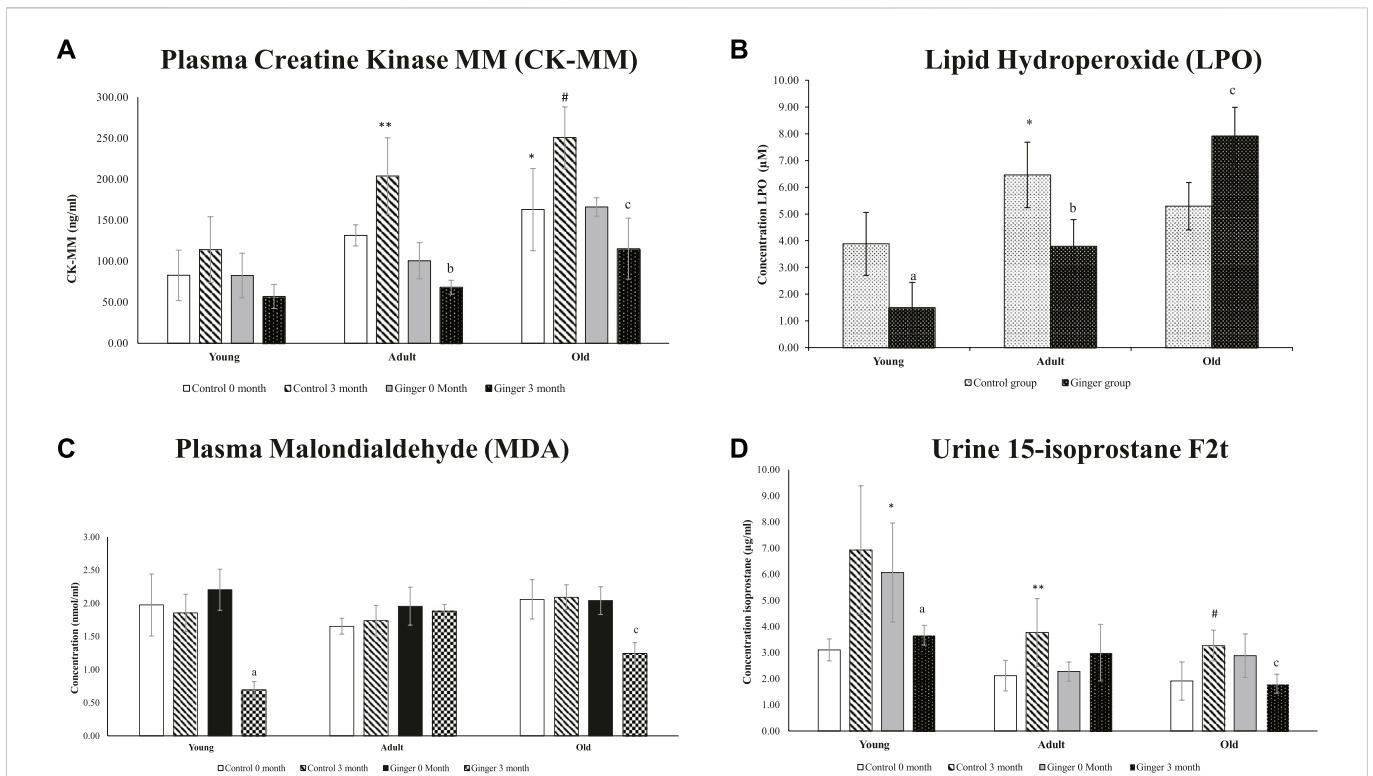 A
Plasma Creatine Kinase MM (CK-MM)
300.00
250.00
200.00
150.00
100.00
50.00
0.00
CK-MM (ng/ml)
**
*
#
b
c
Young
Adult
Old
Control 0 month
Control 3 month
Ginger 0 Month
Ginger 3 month
B
Lipid Hydroperoxide (LPO)
10.00
9.00
8.00
7.00
6.00
5.00
4.00
3.00
2.00
1.00
0.00
Concentration LPO (µM)
a
*
b
c
Young
Adult
Old
Control group
Ginger group
C
Plasma Malondialdehyde (MDA)
3.00
2.50
2.00
1.50
1.00
0.50
0.00
Concentration (nmol/ml)
a
c
Young
Adult
Old
Control 0 month
Control 3 month
Ginger 0 Month
Ginger 3 month
D
Urine 15-isoprostane F2t
10.00
9.00
8.00
7.00
6.00
5.00
4.00
3.00
2.00
1.00
0.00
Concentration isoprostane (µg/ml)
*
a
**
#
c
Young
Adult
Old
Control 0 month
Control 3 month
Ginger 0 Month
Ginger 3 month